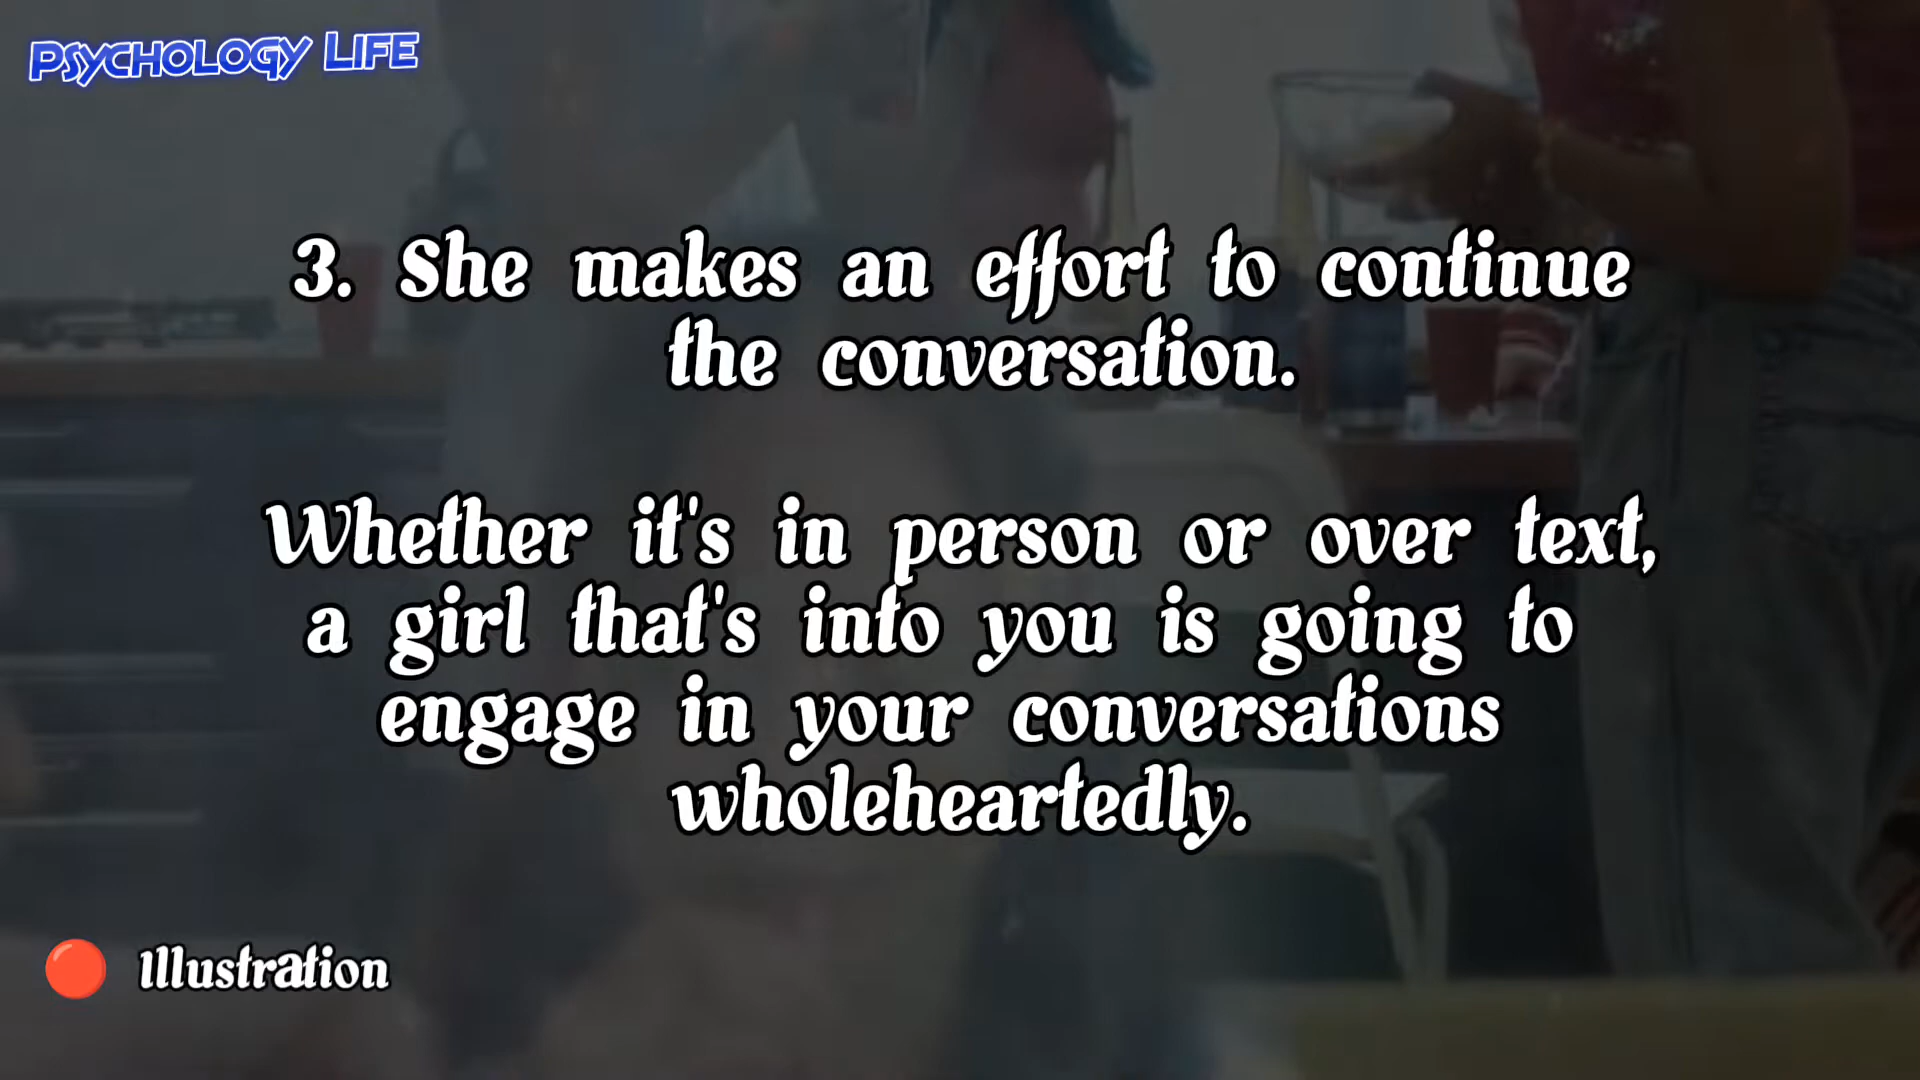 PSYCHOLOGY LIFE
3. She makes an effort to continue
the conversation.
Whether it's in person or over text,
a girl that's into you is going to
engage in your conversations
wholeheartedly.
Illustration